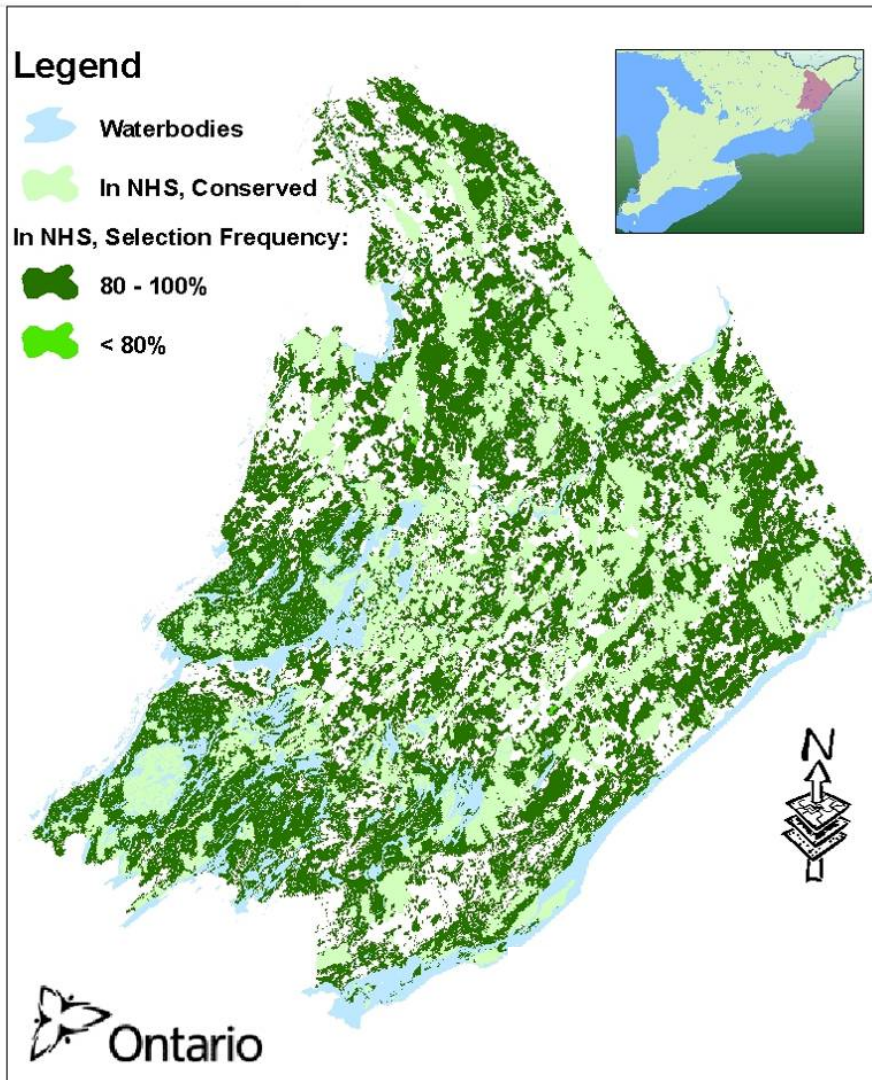 Legend
Waterbodies
In NHS, Conserved
In NHS, Selection Frequency:
80 - 100%
< 80%
N
Ontario